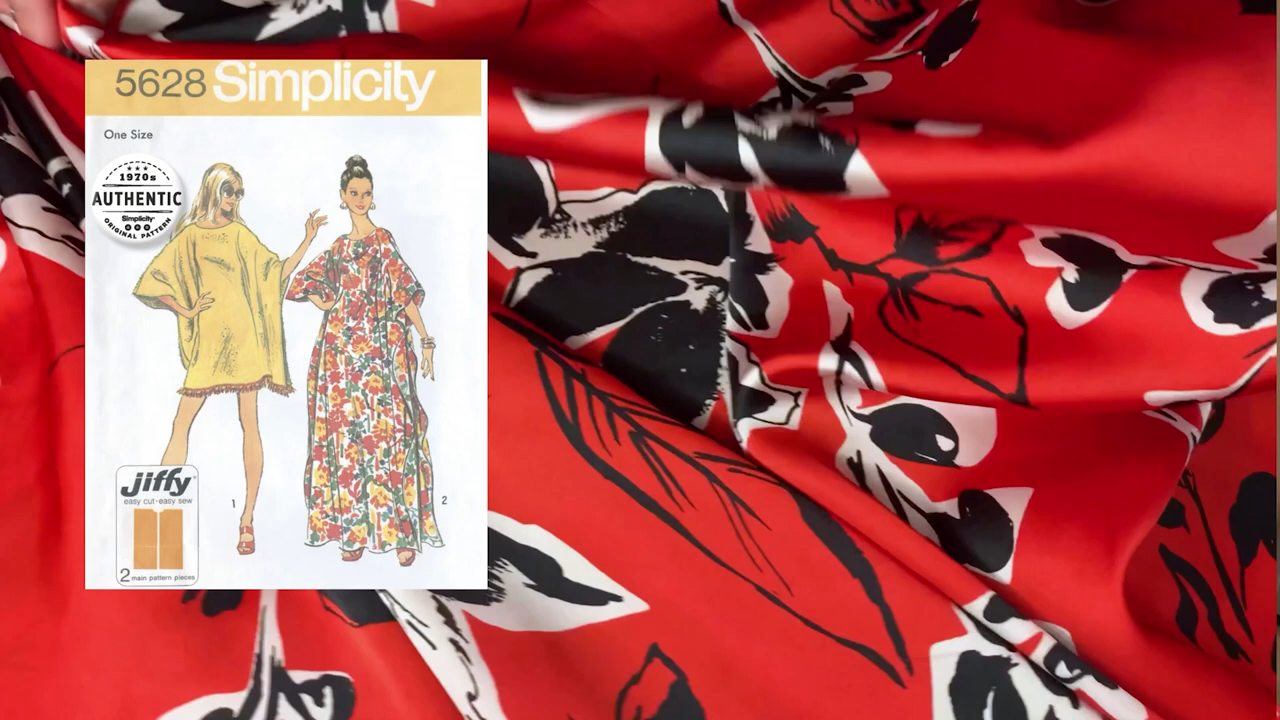 5628 Simplicity
One Size
1970s
AUTHENTIC
Simplicity
ORIGINAL PATTERN
jiffy
easy cut · easy sew
1
2
2 main pattern pieces